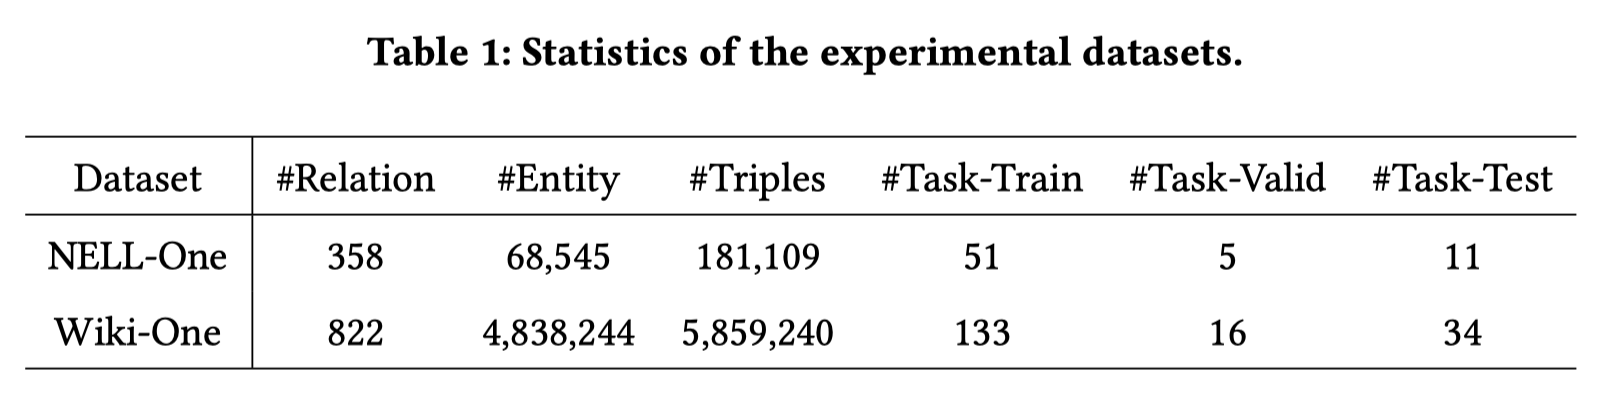 Table 1: Statistics of the experimental datasets.
Dataset #Relation #Entity #Triples #Task-Train #Task-Valid #Task-Test
NELL-One 358 68,545 181,109 51 5 11
Wiki-One 822 4,838,244 5,859,240 133 16 34